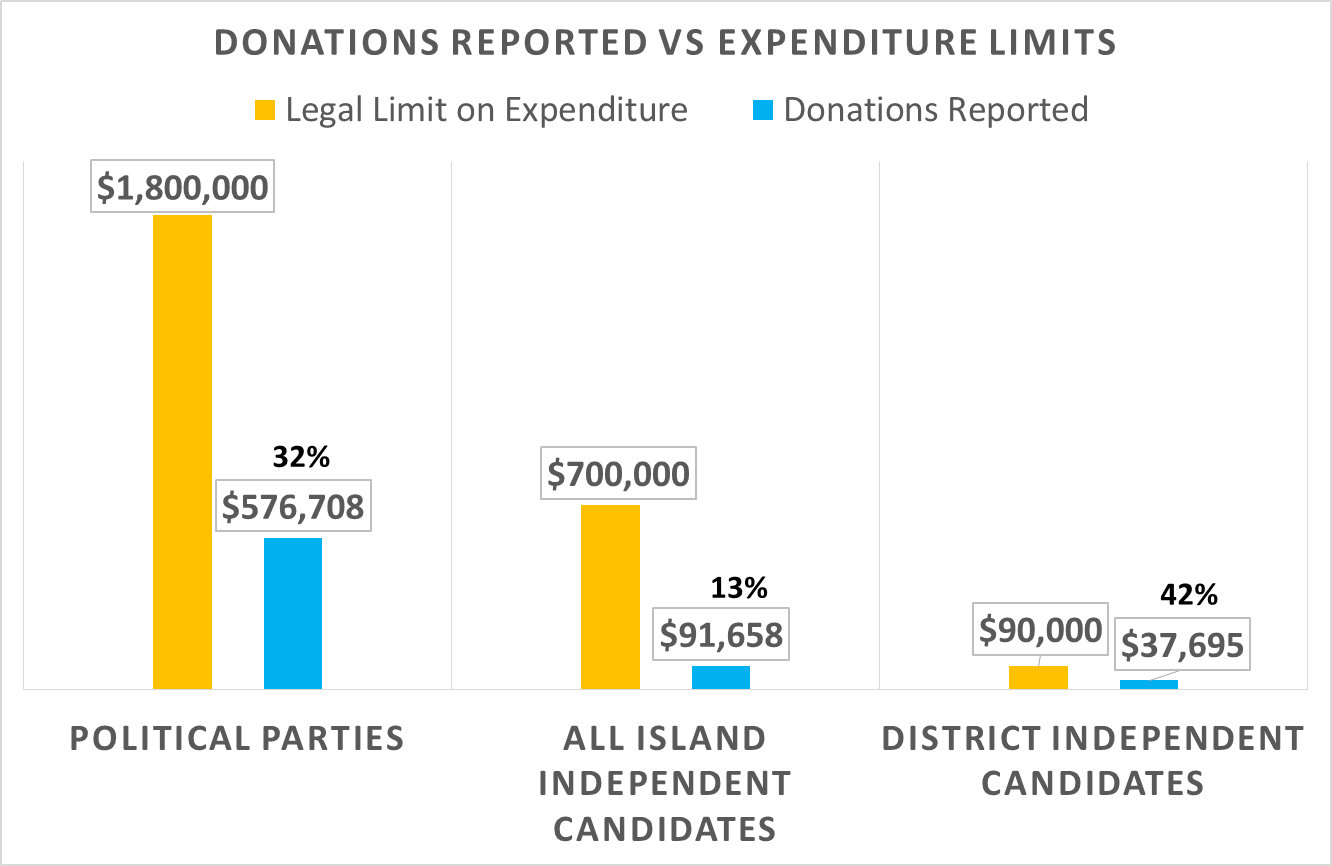 DONATIONS REPORTED VS EXPENDITURE LIMITS
Legal Limit on Expenditure
Donations Reported
$1,800,000
32%
$576,708
$700,000
13%
$91,658
$90,000
42%
$37,695
POLITICAL PARTIES
ALL ISLAND
INDEPENDENT
CANDIDATES
DISTRICT INDEPENDENT
CANDIDATES